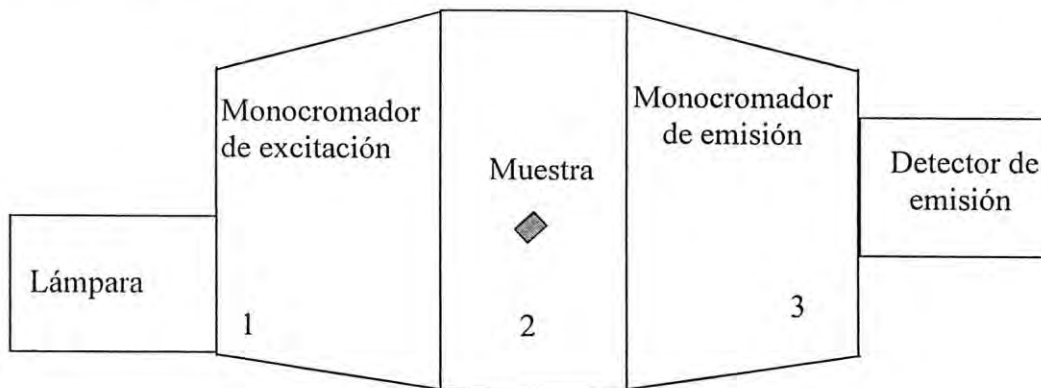 Lámpara
Monocromador
de excitación
1
Muestra
2
Monocromador
de emisión
3
Detector de
emisión